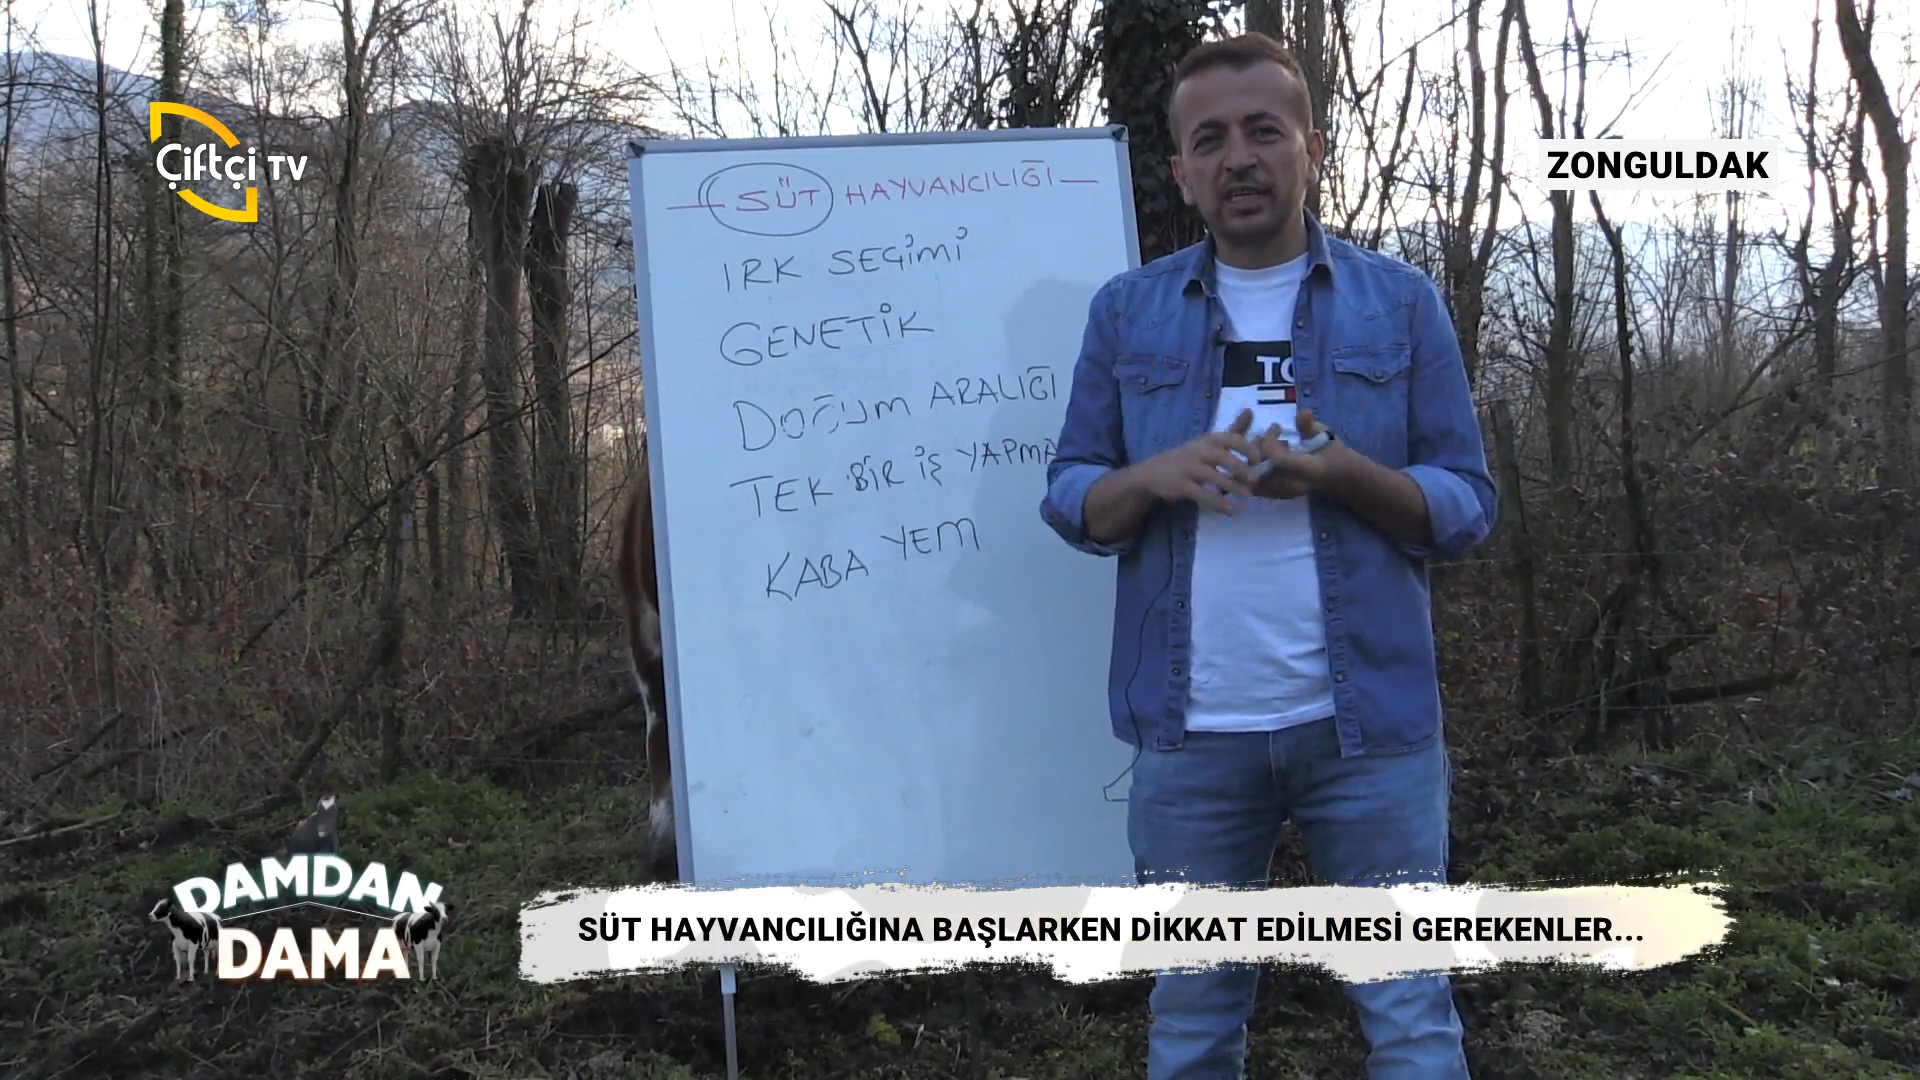 Çiftçi TV
ZONGULDAK
SÜT HAYVANCILIĞI
IRK SEÇİMİ
GENETİK
DOĞUM ARALIĞI
TEK BİR İŞ YAPMA
KABA YEM
DAMDAN
DAMA
SÜT HAYVANCILIĞINA BAŞLARKEN DİKKAT EDİLMESİ GEREKENLER...